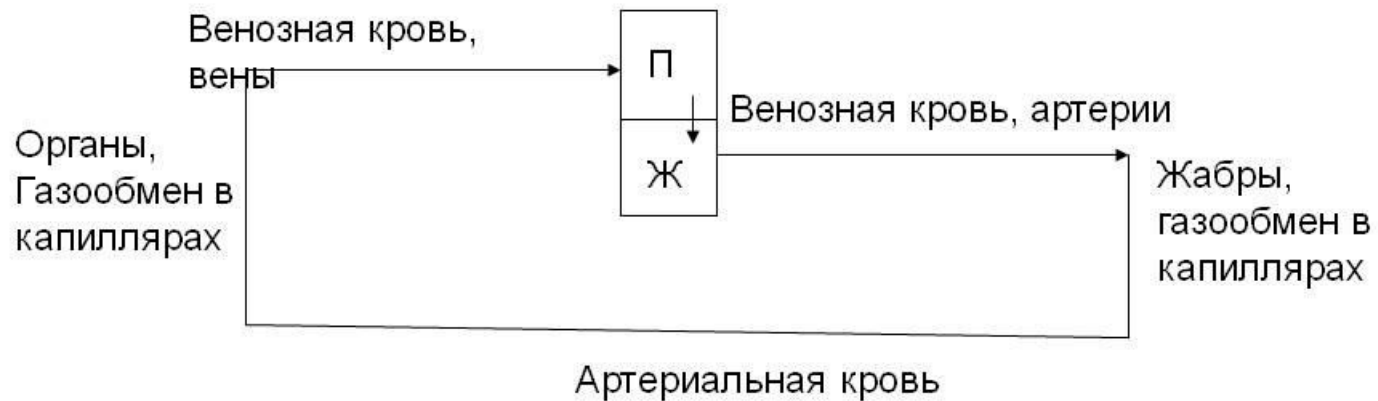 Венозная кровь,
вены
П
Венозная кровь, артерии
Органы,
Газообмен в
капиллярах
Ж
Жабры,
газообмен в
капиллярах
Артериальная кровь